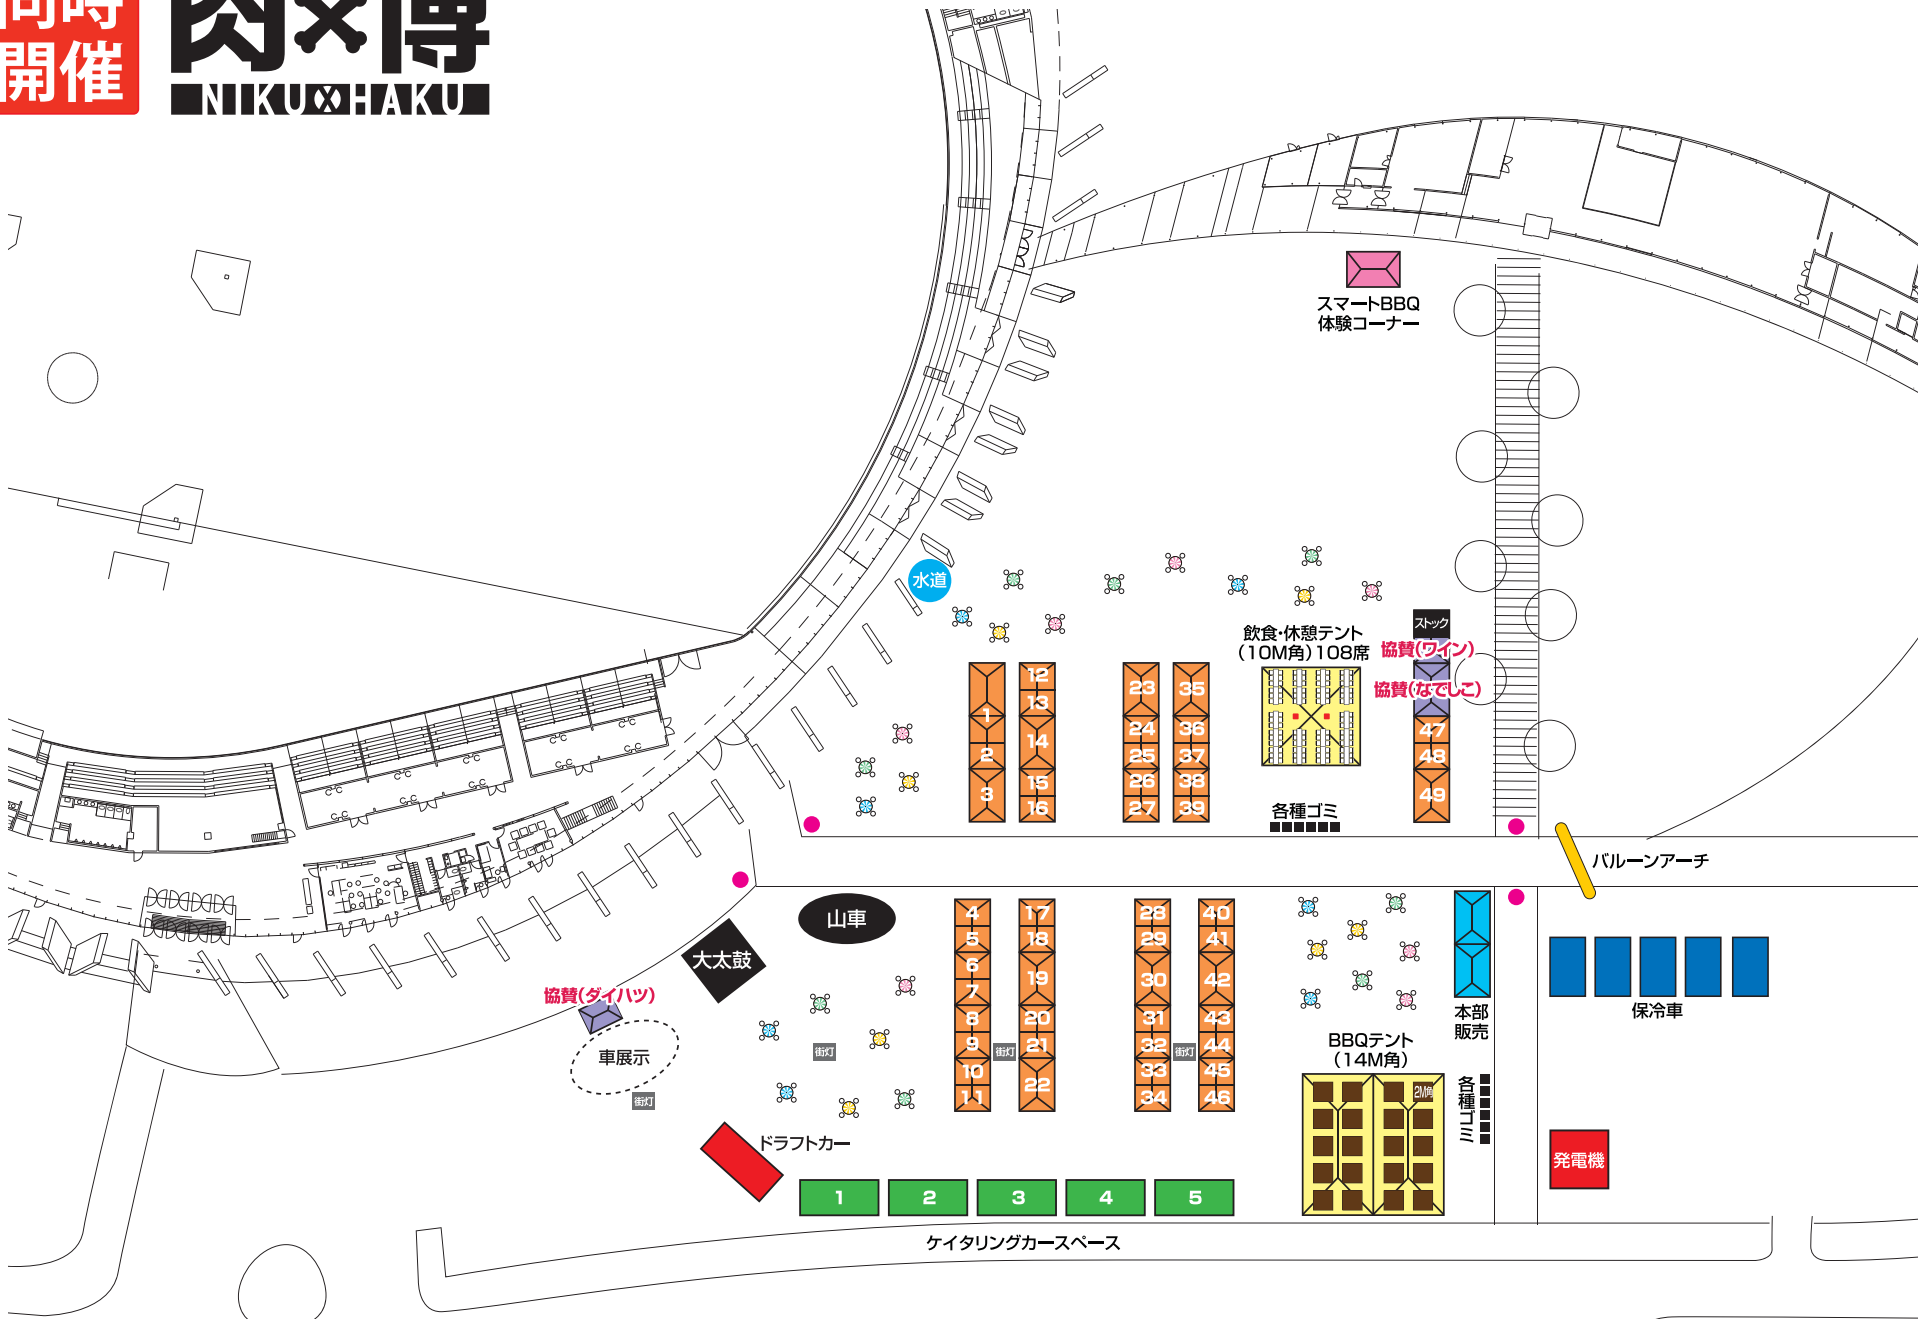 同時
開催
肉×博
NIKU×HAKU
スマートBBQ
体験コーナー
水道
飲食・休憩テント
(10M角)108席
ストック
協賛(ワイン)
協賛(なでしこ)
1
2
3
12
13
14
15
16
23
24
25
26
27
35
36
37
38
39
47
48
49
各種ゴミ
バルーンアーチ
山車
大太鼓
協賛(ダイハツ)
車展示
街灯
街灯
街灯
街灯
4
5
6
7
8
9
10
11
17
18
19
20
21
22
28
29
30
31
32
33
34
40
41
42
43
44
45
46
本部
販売
保冷車
BBQテント
(14M角)
2M角
各種ゴミ
発電機
ドラフトカー
1
2
3
4
5
ケイタリングカースペース